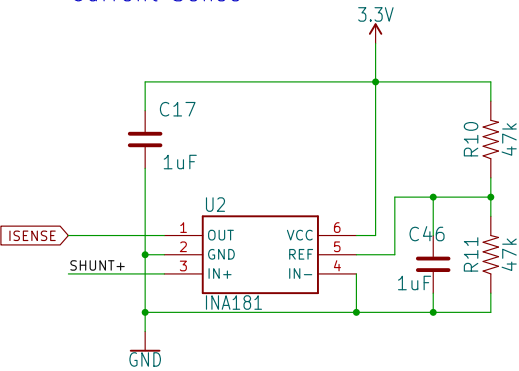 3.3V
C17
1uF
R10
47k
U2
ISENSE
1
OUT
VCC
6
2
GND
REF
5
SHUNT+
3
IN+
IN-
4
INA181
C46
1uF
R11
47k
GND